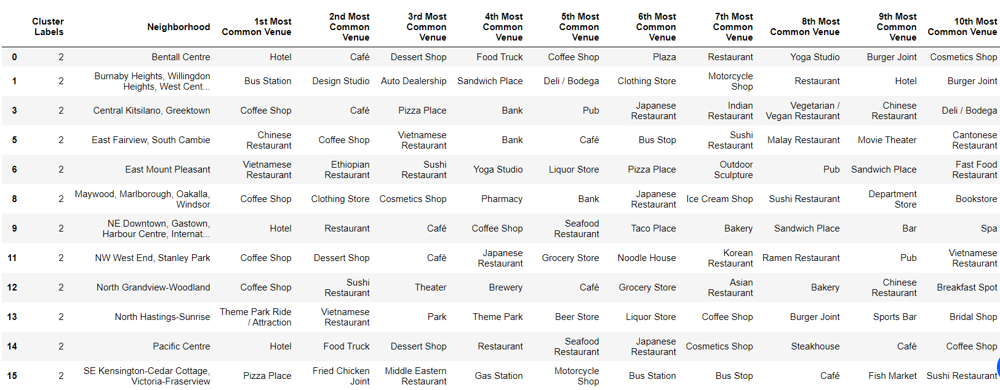 Cluster Labels Neighborhood 1st Most Common Venue 2nd Most Common Venue 3rd Most Common Venue 4th Most Common Venue 5th Most Common Venue 6th Most Common Venue 7th Most Common Venue 8th Most Common Venue 9th Most Common Venue 10th Most Common Venue
0 2 Bentall Centre Hotel Café Dessert Shop Food Truck Coffee Shop Plaza Restaurant Yoga Studio Burger Joint Cosmetics Shop
1 2 Burnaby Heights, Willingdon Heights, West Cent... Bus Station Design Studio Auto Dealership Sandwich Place Deli / Bodega Clothing Store Motorcycle Shop Restaurant Hotel Burger Joint
3 2 Central Kitsilano, Greektown Coffee Shop Café Pizza Place Bank Pub Japanese Restaurant Indian Restaurant Vegetarian / Vegan Restaurant Chinese Restaurant Deli / Bodega
5 2 East Fairview, South Cambie Chinese Restaurant Coffee Shop Vietnamese Restaurant Bank Café Bus Stop Sushi Restaurant Malay Restaurant Movie Theater Cantonese Restaurant
6 2 East Mount Pleasant Vietnamese Restaurant Ethiopian Restaurant Sushi Restaurant Yoga Studio Liquor Store Pizza Place Outdoor Sculpture Pub Sandwich Place Fast Food Restaurant
8 2 Maywood, Marlborough, Oakalla, Windsor Coffee Shop Clothing Store Cosmetics Shop Pharmacy Bank Japanese Restaurant Ice Cream Shop Sushi Restaurant Department Store Bookstore
9 2 NE Downtown, Gastown, Harbour Centre, Internat... Hotel Restaurant Café Coffee Shop Seafood Restaurant Taco Place Bakery Sandwich Place Bar Spa
11 2 NW West End, Stanley Park Coffee Shop Dessert Shop Café Japanese Restaurant Grocery Store Noodle House Korean Restaurant Ramen Restaurant Pub Vietnamese Restaurant
12 2 North Grandview-Woodland Coffee Shop Sushi Restaurant Theater Brewery Café Grocery Store Asian Restaurant Bakery Chinese Restaurant Breakfast Spot
13 2 North Hastings-Sunrise Theme Park Ride / Attraction Vietnamese Restaurant Park Theme Park Beer Store Liquor Store Coffee Shop Burger Joint Sports Bar Bridal Shop
14 2 Pacific Centre Hotel Food Truck Dessert Shop Restaurant Seafood Restaurant Japanese Restaurant Cosmetics Shop Steakhouse Café Coffee Shop
15 2 SE Kensington-Cedar Cottage, Victoria-Fraserview Pizza Place Fried Chicken Joint Middle Eastern Restaurant Gas Station Motorcycle Shop Bus Station Bus Stop Café Fish Market Sushi Restaurant